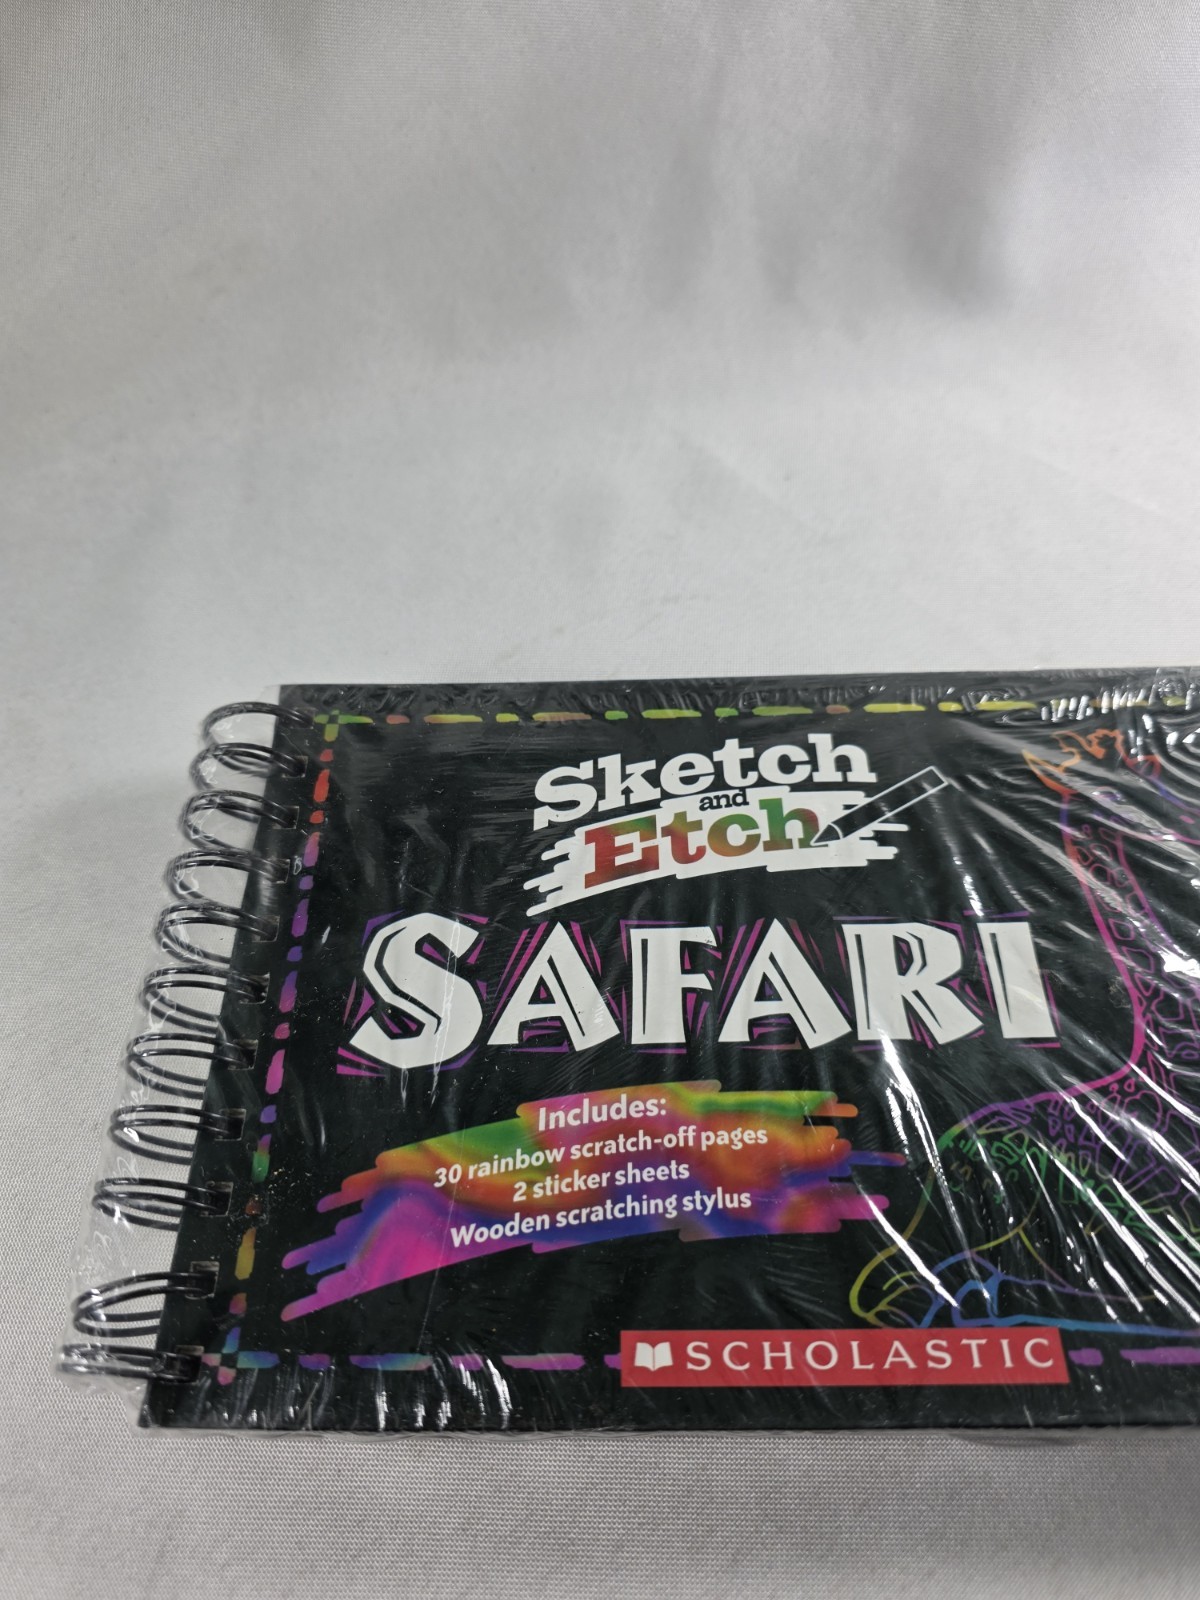 Sketch
and
Etch
SAFARI
Includes:
30 rainbow scratch-off pages
2 sticker sheets
Wooden scratching stylus
SCHOLASTIC